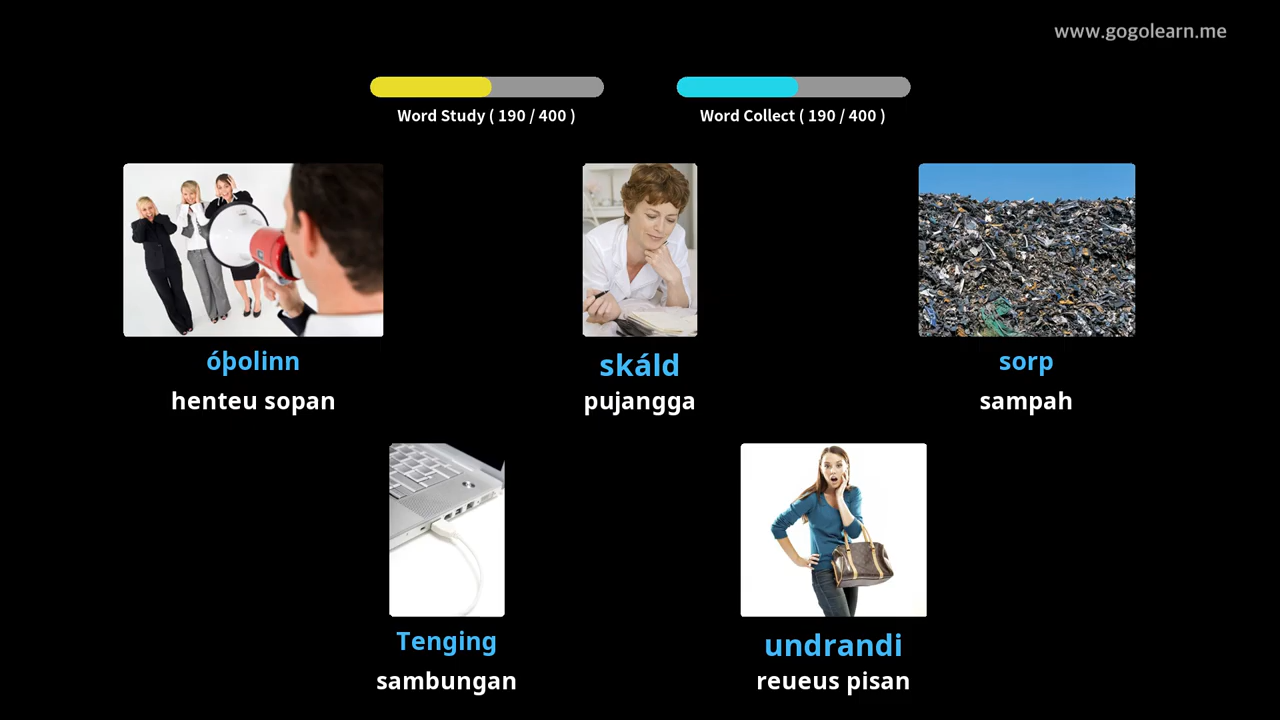 www.gogolearn.me
Word Study ( 190 / 400 )
Word Collect ( 190 / 400 )
óþolinn
henteu sopan
skáld
pujangga
sorp
sampah
Tenging
sambungan
undrandi
reueus pisan